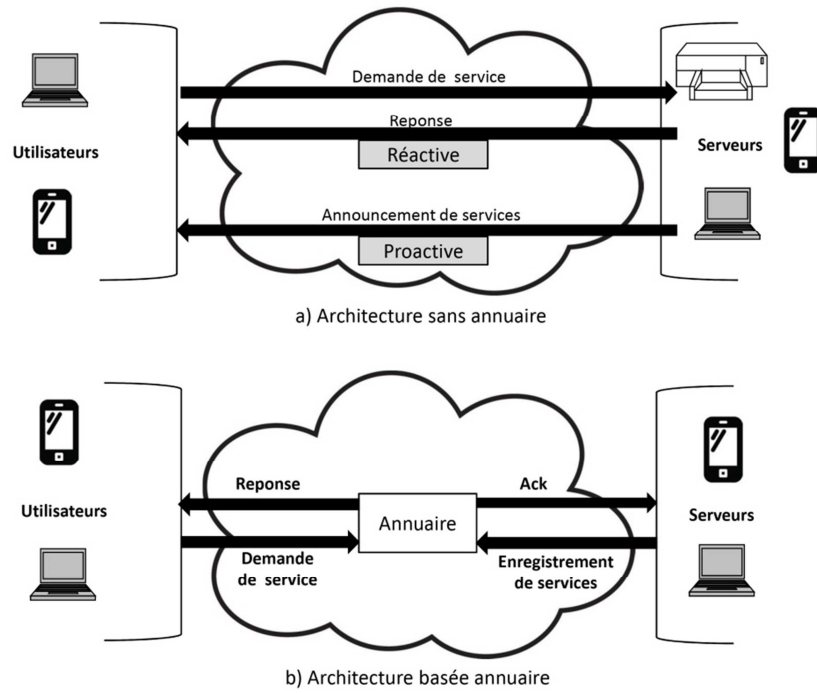 Demande de service
Reponse
Utilisateurs
Réactive
Serveurs
Announcement de services
Proactive
a) Architecture sans annuaire
Reponse
Ack
Utilisateurs
Annuaire
Serveurs
Demande
de service
Enregistrement
de services
b) Architecture basée annuaire